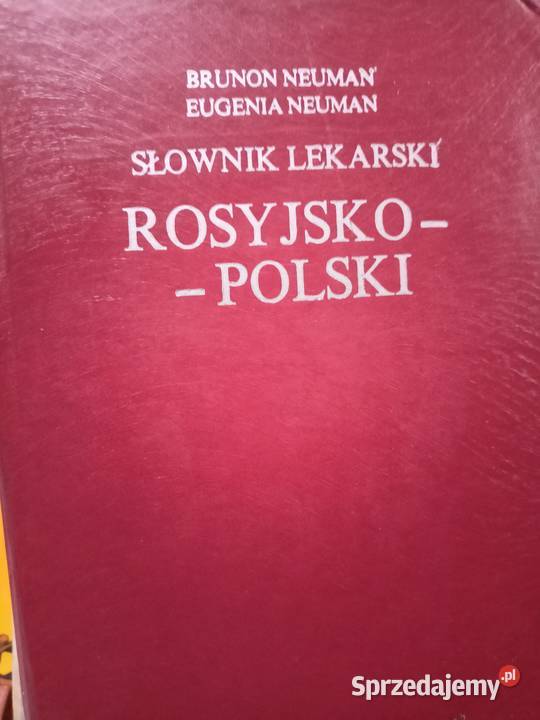 BRUNON NEUMAN
EUGENIA NEUMAN
SŁOWNIK LEKARSKI
ROSYJSKO–
–POLSKI
Sprzedajemy.pl